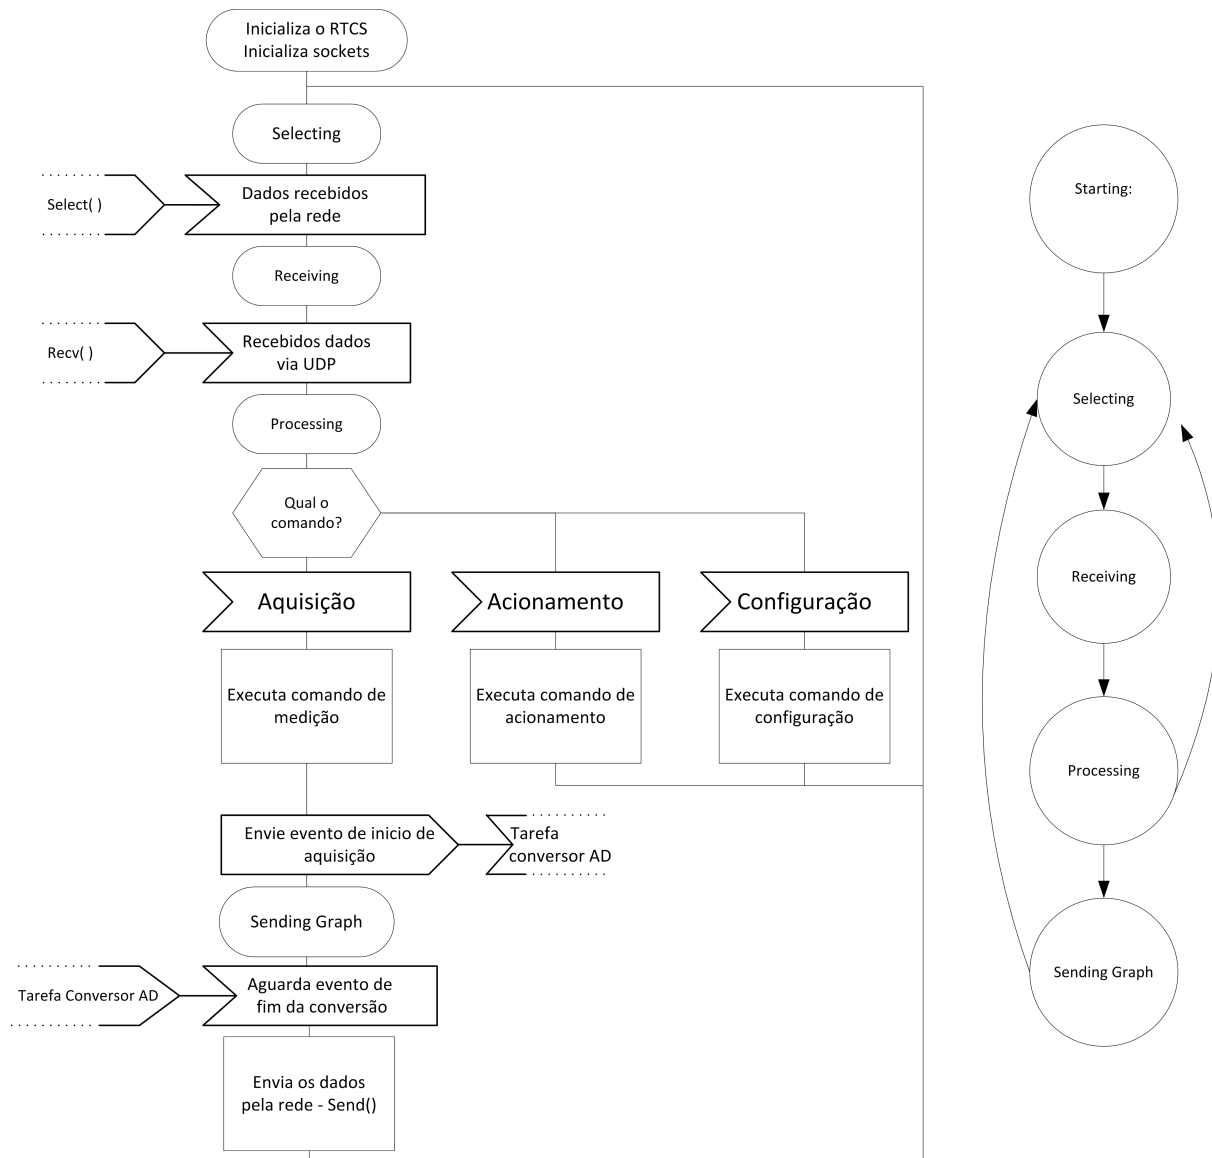 Inicializa o RTCS
Inicializa sockets
Selecting
Select( )
Dados recebidos
pela rede
Receiving
Recv( )
Recebidos dados
via UDP
Processing
Qual o
comando?
Aquisição
Acionamento
Configuração
Executa comando de
medição
Executa comando de
acionamento
Executa comando de
configuração
Envie evento de inicio de
aquisição
Tarefa
conversor AD
Sending Graph
Tarefa Conversor AD
Aguarda evento de
fim da conversão
Envia os dados
pela rede - Send()
Starting:
Selecting
Receiving
Processing
Sending Graph